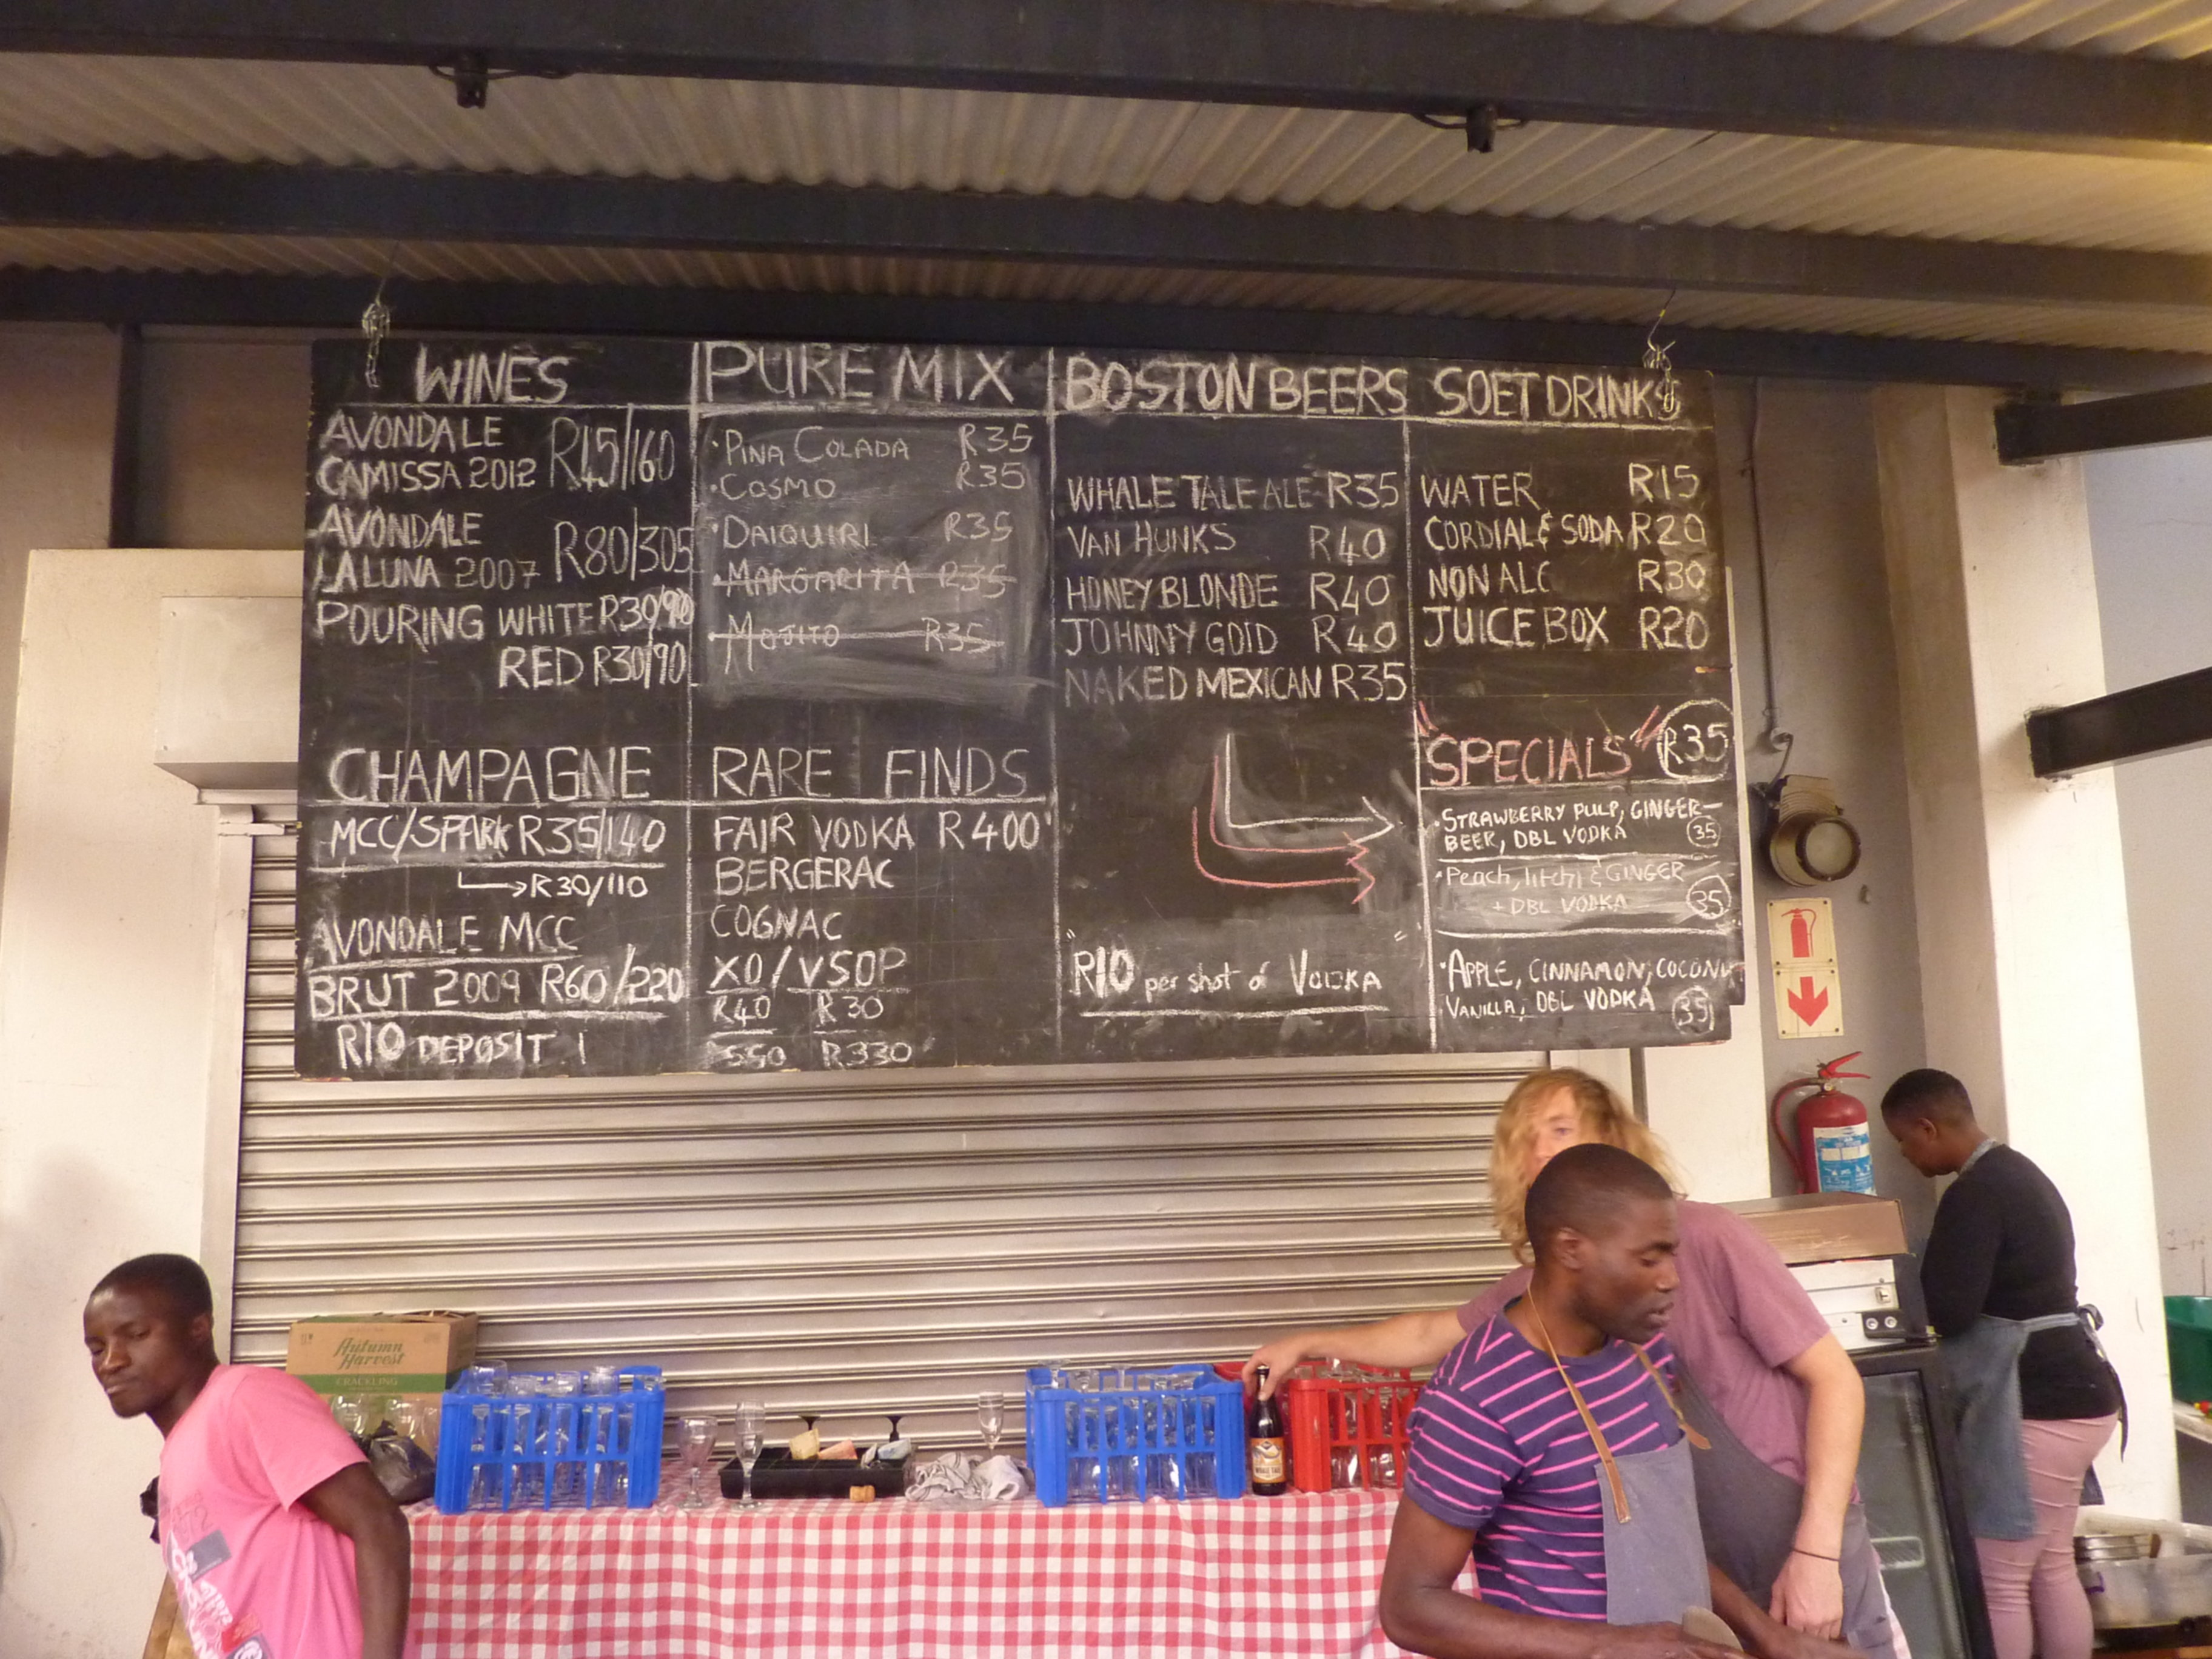 WINES
AVONDALE
CAMISSA 2012 R45/160
AVONDALE
LA LUNA 2007 R80/305
POURING WHITE R30/90
RED R30/90
CHAMPAGNE
MCC/SPARK R35/140
R30/110
AVONDALE MCC
BRUT 2009 R60/220
R10 DEPOSIT
PURE MIX
• PINA COLADA R35
• COSMO R35
• DAIQUIRI R35
• MARGARITA R35
• MOJITO R35
RARE FINDS
FAIR VODKA R400
BERGERAC
COGNAC
XO/VSOP
R40 R30
550 R330
BOSTON BEERS
WHALE TALE ALE R35
VAN HUNKS R40
HONEY BLONDE R40
JOHNNY GOLD R40
NAKED MEXICAN R35
"R10 per shot of VODKA"
SOFT DRINKS
WATER R15
CORDIAL & SODA R20
NON ALC R30
JUICE BOX R20
"SPECIALS" R35
• STRAWBERRY PULP, GINGER-
BEER, DBL VODKA 35
• Peach, litchi & GINGER
+ DBL VODKA 35
• APPLE, CINNAMON, COCONU
VANILLA, DBL VODKA 35
Autumn
Harvest
CRACKLING